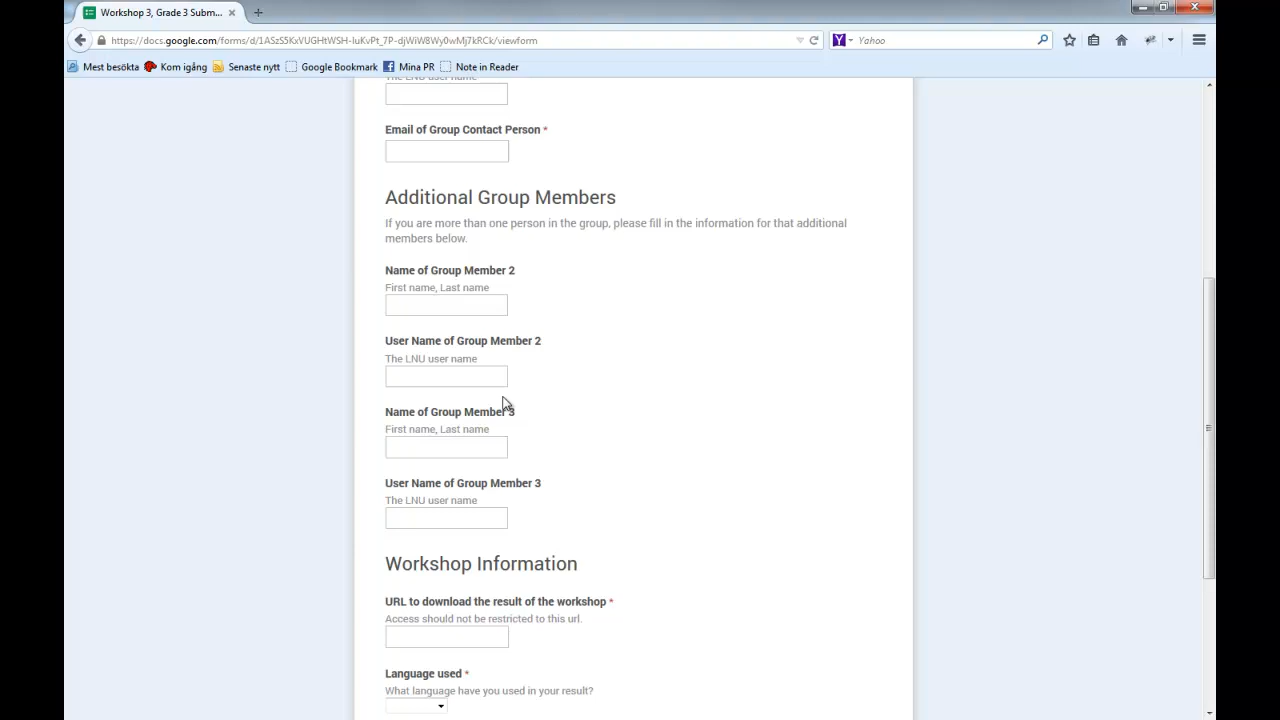 Workshop 3, Grade 3 Subm...
https://docs.google.com/forms/d/1ASzS5KxVUGHtWSH-IuKvPt_7P-djWiW8Wy0wMj7kRCk/viewform
Yahoo
Mest besökta Kom igång Senaste nytt Google Bookmark Mina PR Note in Reader
The LNU user name
Email of Group Contact Person *
Additional Group Members
If you are more than one person in the group, please fill in the information for that additional
members below.
Name of Group Member 2
First name, Last name
User Name of Group Member 2
The LNU user name
Name of Group Member 3
First name, Last name
User Name of Group Member 3
The LNU user name
Workshop Information
URL to download the result of the workshop *
Access should not be restricted to this url.
Language used *
What language have you used in your result?